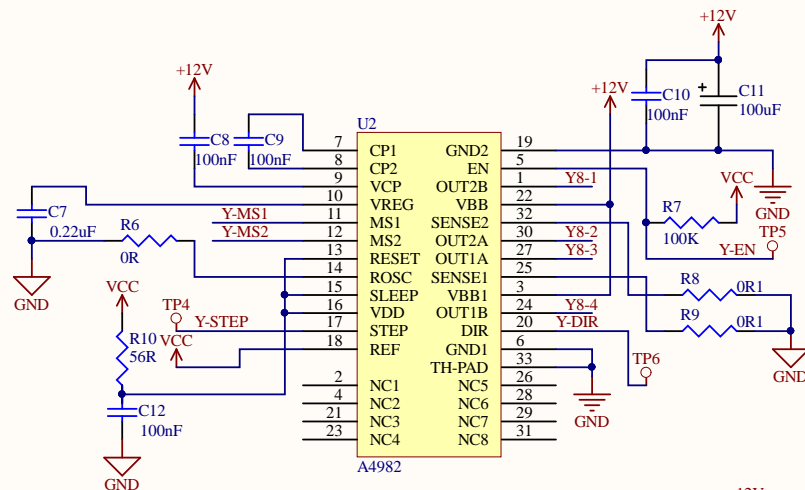 +12V
+12V
+12V
C8
100nF
C9
100nF
C10
100nF
C11
100uF
+
U2
7 CP1 GND2 19
8 CP2 EN 5
9 VCP OUT2B 1 Y8-1
10 VREG VBB 22
Y-MS1 11 MS1 SENSE2 32
Y-MS2 12 MS2 OUT2A 30 Y8-2
13 RESET OUT1A 27 Y8-3
14 ROSC SENSE1 25
15 SLEEP VBB1 3
16 VDD OUT1B 24 Y8-4
Y-STEP 17 STEP DIR 20 Y-DIR
18 REF GND1 6
TH-PAD 33
2 NC1 NC5 26
4 NC2 NC6 28
21 NC3 NC7 29
23 NC4 NC8 31
A4982
C7
0.22uF
GND
R6
0R
VCC
R10
56R
TP4
VCC
C12
100nF
GND
VCC
R7
100K
GND
TP5
Y-EN
R8 0R1
R9 0R1
GND
TP6
GND